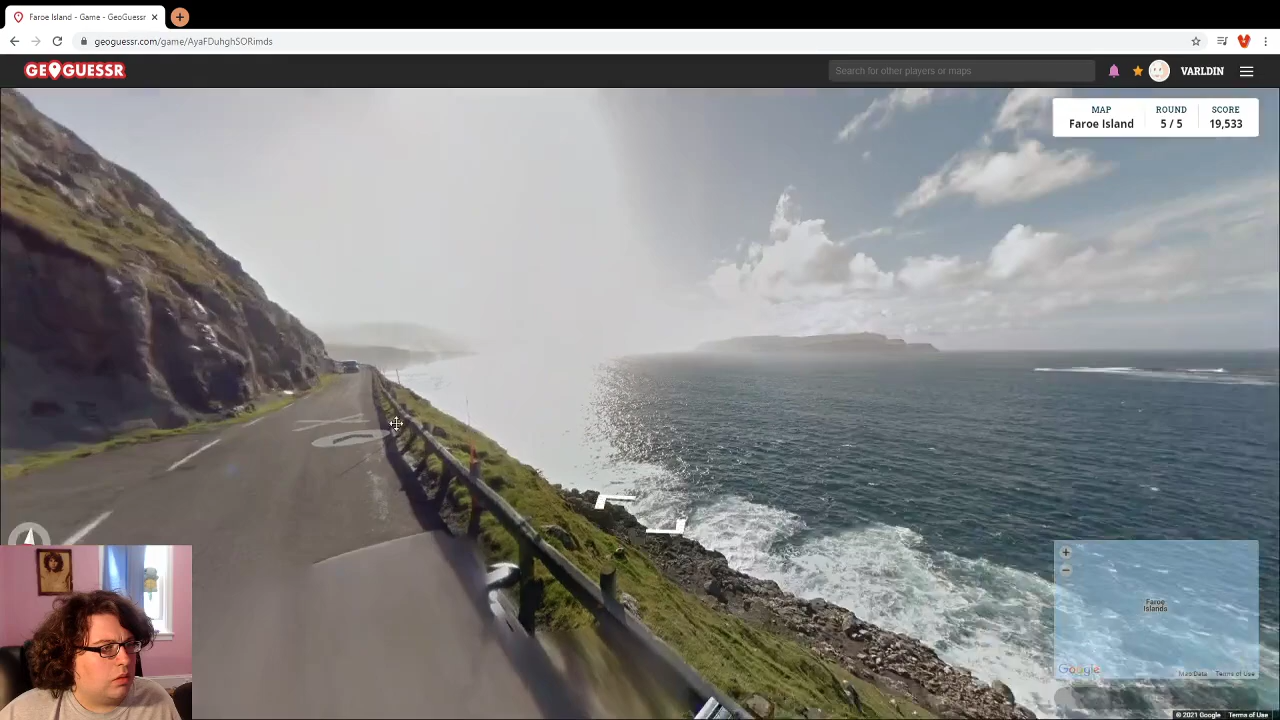 Faroe Island - Game - GeoGuessr
geoguessr.com/game/AyaFDuhghSORimds
GEOGUESSR
Search for other players or maps
VARLDIN
MAP ROUND SCORE
Faroe Island 5 / 5 19,533
Faroe
Islands
Google
Map Data Terms of Use
© 2021 Google Terms of Use